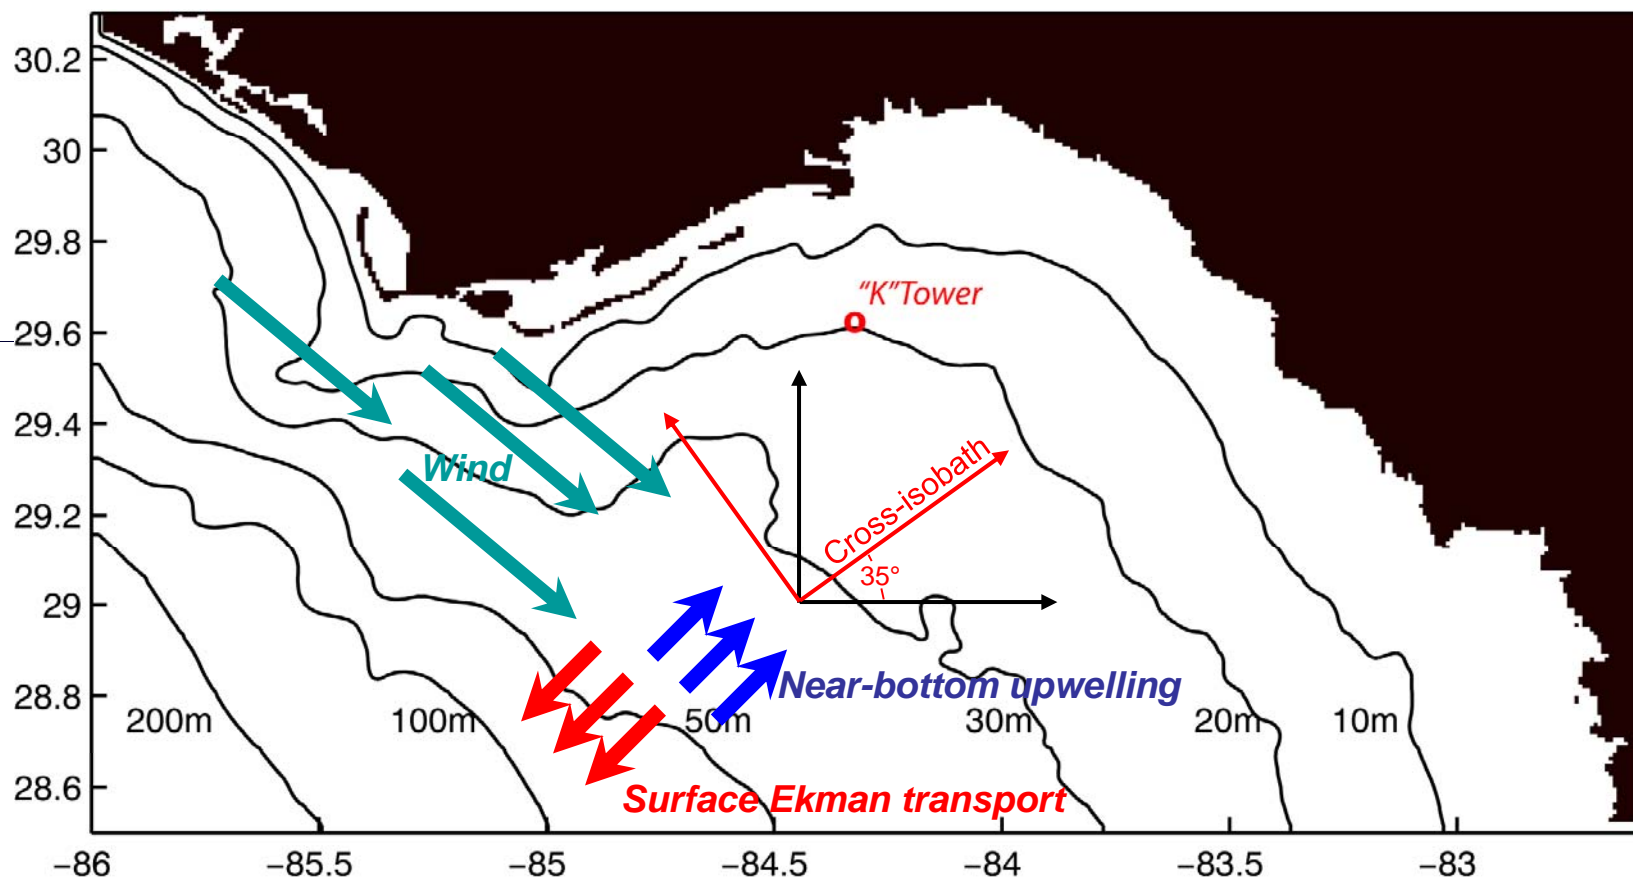 30.2
30
29.8
29.6
29.4
29.2
29
28.8
28.6
“K”Tower
Wind
Cross-isobath
35°
Near-bottom upwelling
200m
100m
50m
30m
20m
10m
Surface Ekman transport
−86
−85.5
−85
−84.5
−84
−83.5
−83